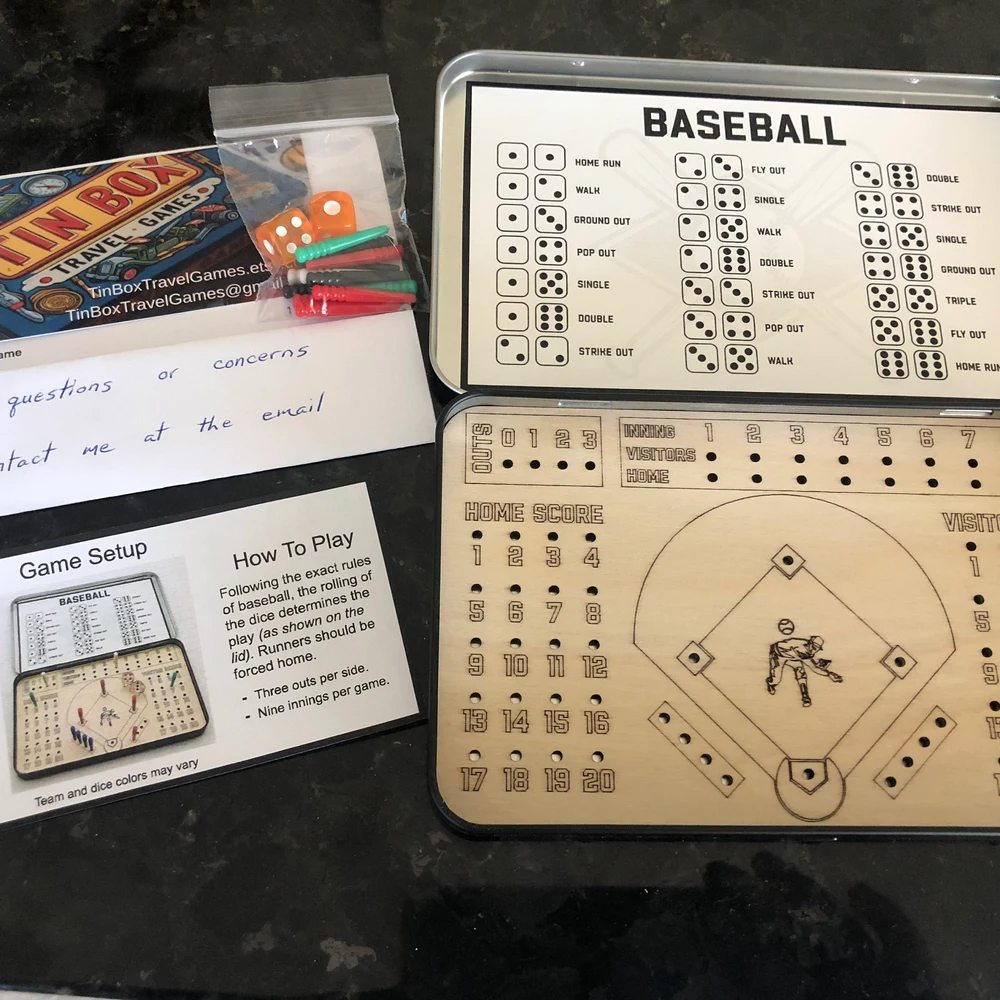 TIN BOX
TRAVEL · GAMES
TinBoxTravelGames.ets
TinBoxTravelGames@gmail
ame
questions or concerns
ntact me at the email
Game Setup
BASEBALL
Team and dice colors may vary
How To Play
Following the exact rules
of baseball, the rolling of
the dice determines the
play (as shown on the
lid). Runners should be
forced home.
- Three outs per side.
- Nine innings per game.
BASEBALL
HOME RUN
WALK
GROUND OUT
POP OUT
SINGLE
DOUBLE
STRIKE OUT
FLY OUT
SINGLE
WALK
DOUBLE
STRIKE OUT
POP OUT
WALK
DOUBLE
STRIKE OUT
SINGLE
GROUND OUT
TRIPLE
FLY OUT
HOME RUN
OUTS 0 1 2 3
INNING 1 2 3 4 5 6 7
VISITORS
HOME
HOME SCORE
1 2 3 4
5 6 7 8
9 10 11 12
13 14 15 16
17 18 19 20
VISITO
1
5
9